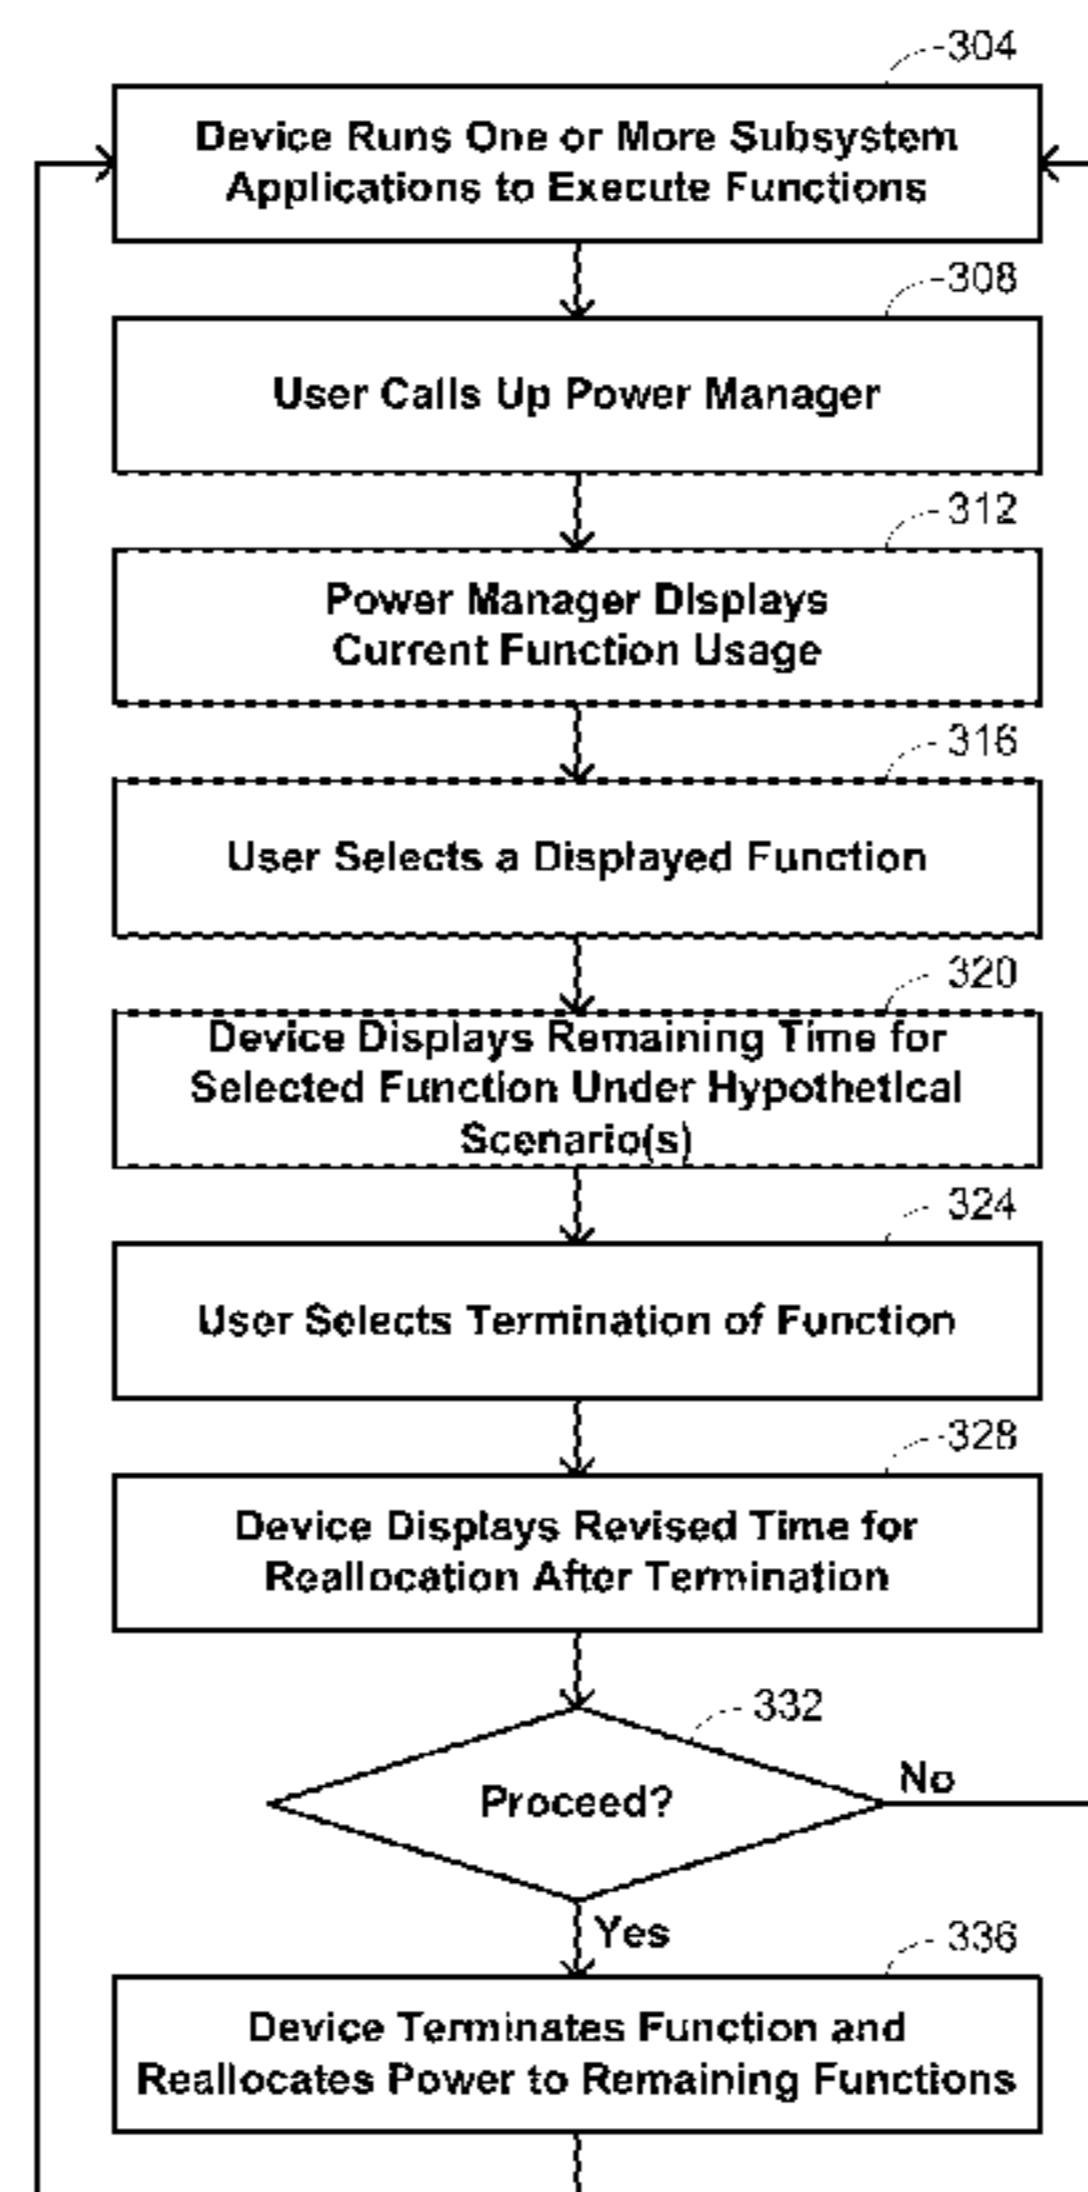 304
Device Runs One or More Subsystem
Applications to Execute Functions
308
User Calls Up Power Manager
312
Power Manager Displays
Current Function Usage
316
User Selects a Displayed Function
320
Device Displays Remaining Time for
Selected Function Under Hypothetical
Scenario(s)
324
User Selects Termination of Function
328
Device Displays Revised Time for
Reallocation After Termination
332
Proceed?
No
Yes
336
Device Terminates Function and
Reallocates Power to Remaining Functions